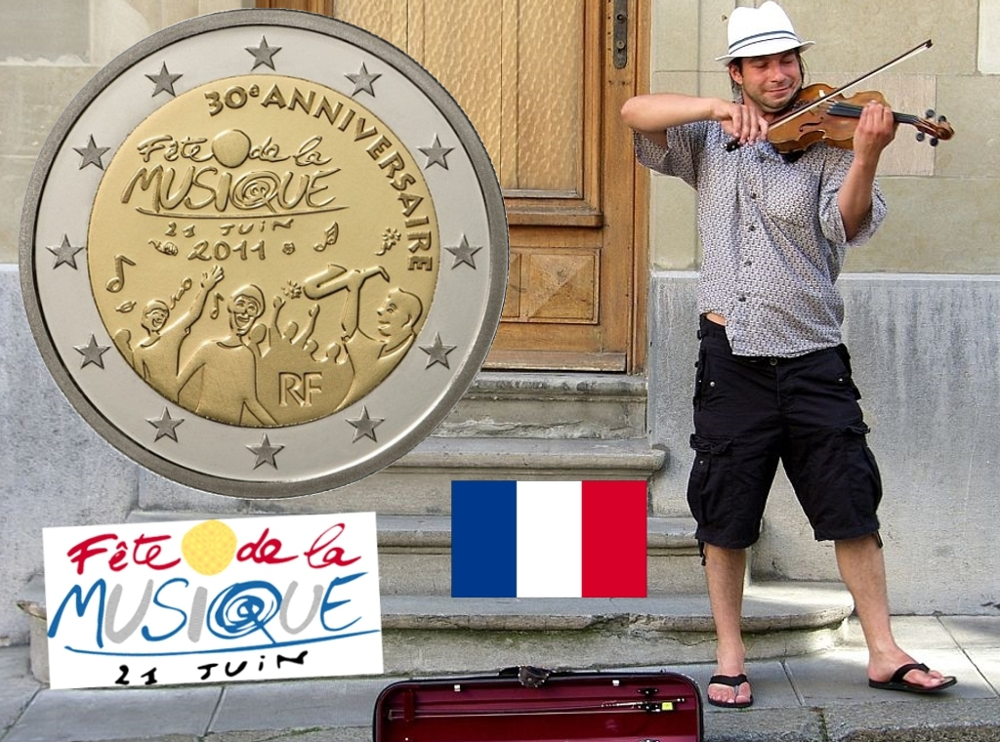 30e ANNIVERSAIRE
Fête de la
MUSIQUE
21 JUIN
2011
RF
Fête de la
MUSIQUE
21 JUIN